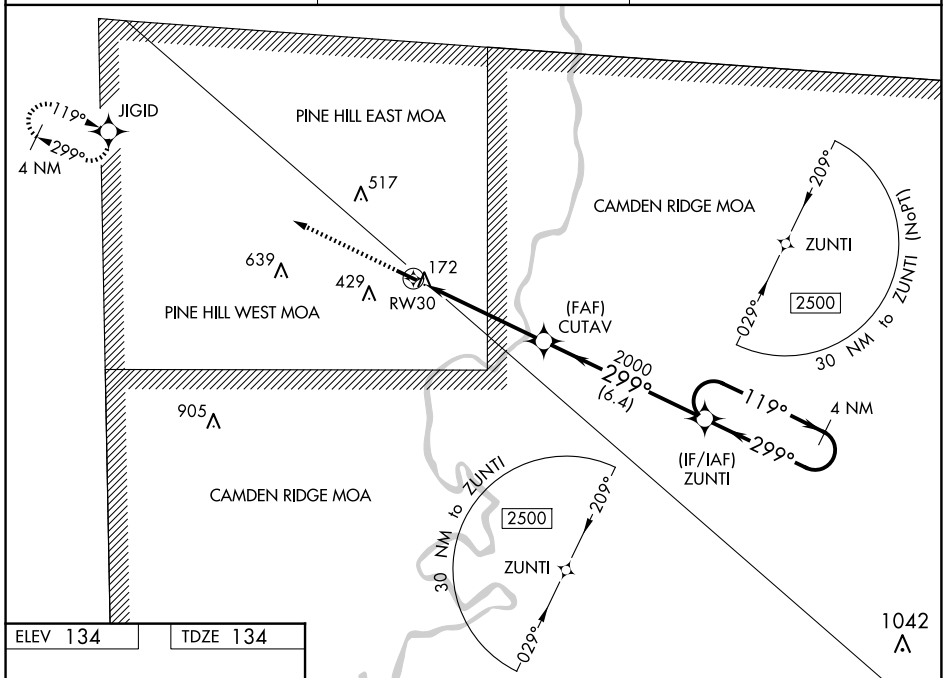 JIGID
119°
299°
4 NM
PINE HILL EAST MOA
517
CAMDEN RIDGE MOA
209°
ZUNTI
2500
029°
30 NM to ZUNTI (NoPT)
639
429
172
RW30
PINE HILL WEST MOA
(FAF)
CUTAV
2000
299°
(6.4)
119°
4 NM
299°
(IF/IAF)
ZUNTI
905
CAMDEN RIDGE MOA
30 NM to ZUNTI
209°
2500
ZUNTI
029°
1042
ELEV 134
TDZE 134